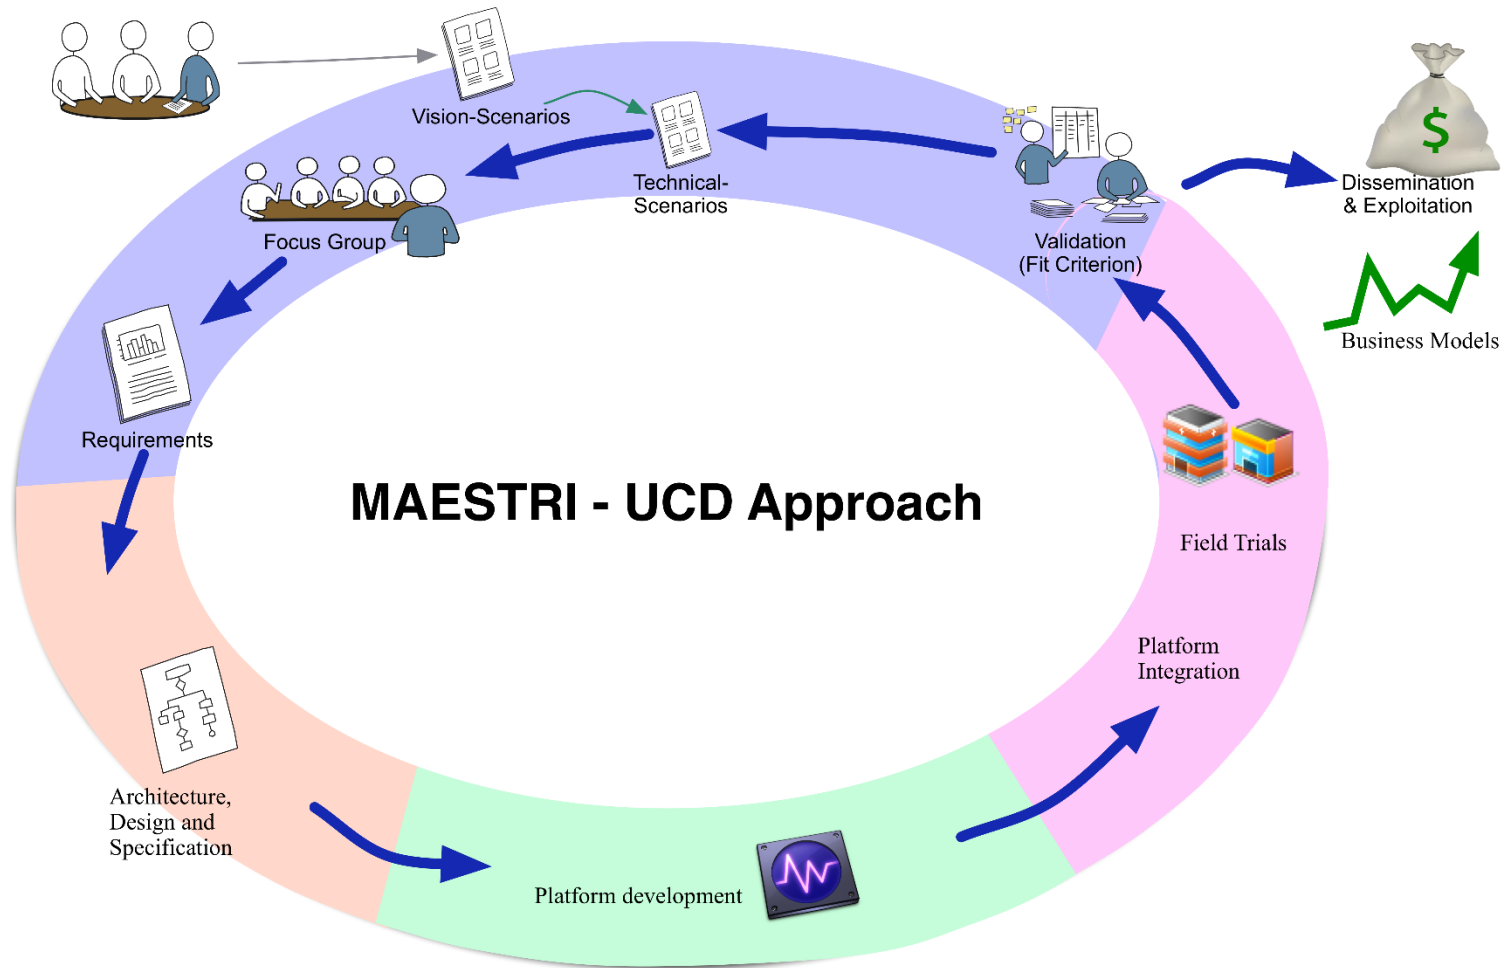 Vision-Scenarios
Technical-
Scenarios
Focus Group
Requirements
Validation
(Fit Criterion)
$
Dissemination
& Exploitation
Business Models
MAESTRI - UCD Approach
Field Trials
Platform
Integration
Architecture,
Design and
Specification
Platform development